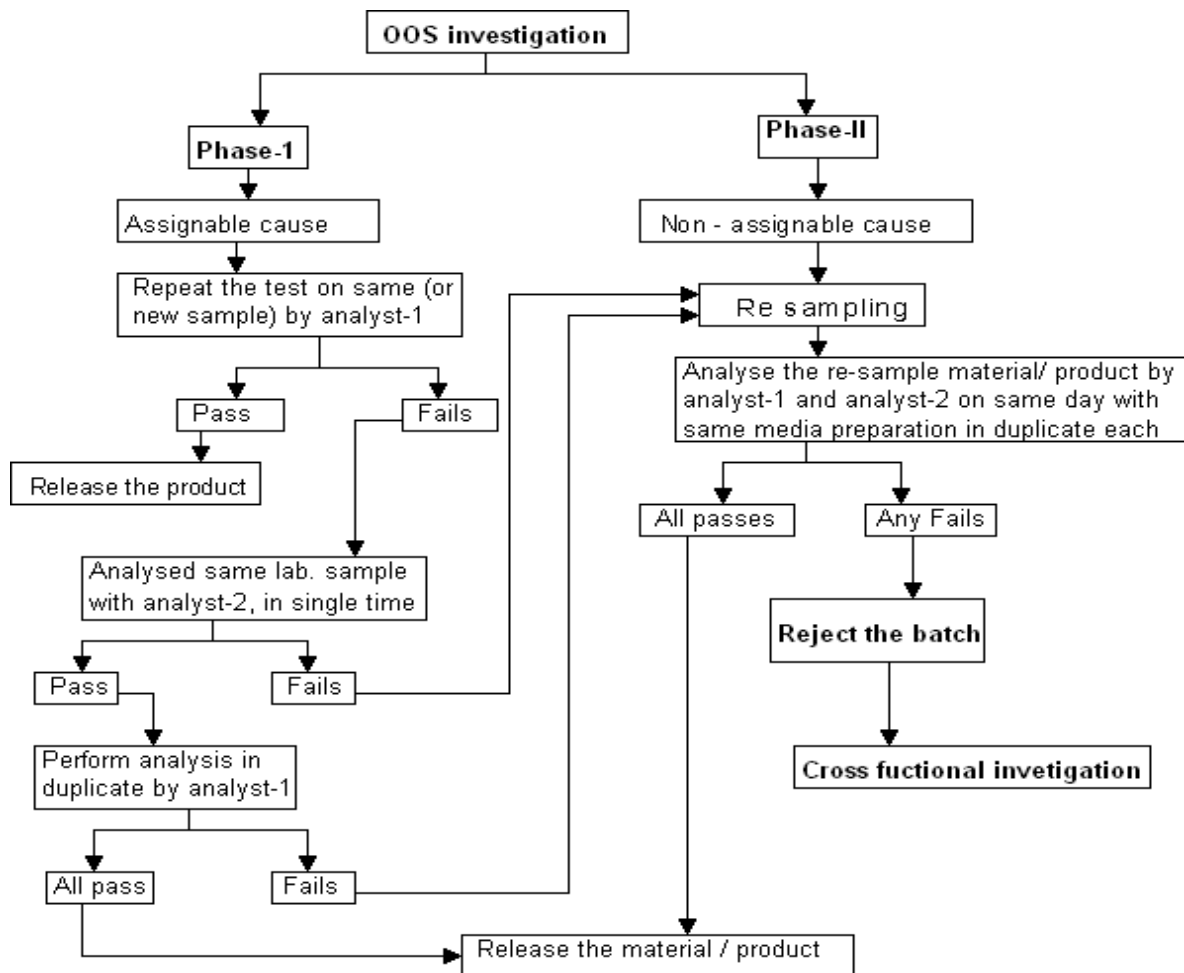 OOS investigation
Phase-1
Phase-II
Assignable cause
Non - assignable cause
Repeat the test on same (or
new sample) by analyst-1
Re sampling
Pass
Fails
Analyse the re-sample material/ product by
analyst-1 and analyst-2 on same day with
same media preparation in duplicate each
Release the product
All passes
Any Fails
Analysed same lab. sample
with analyst-2, in single time
Reject the batch
Pass
Fails
Perform analysis in
duplicate by analyst-1
Cross fuctional invetigation
All pass
Fails
Release the material / product